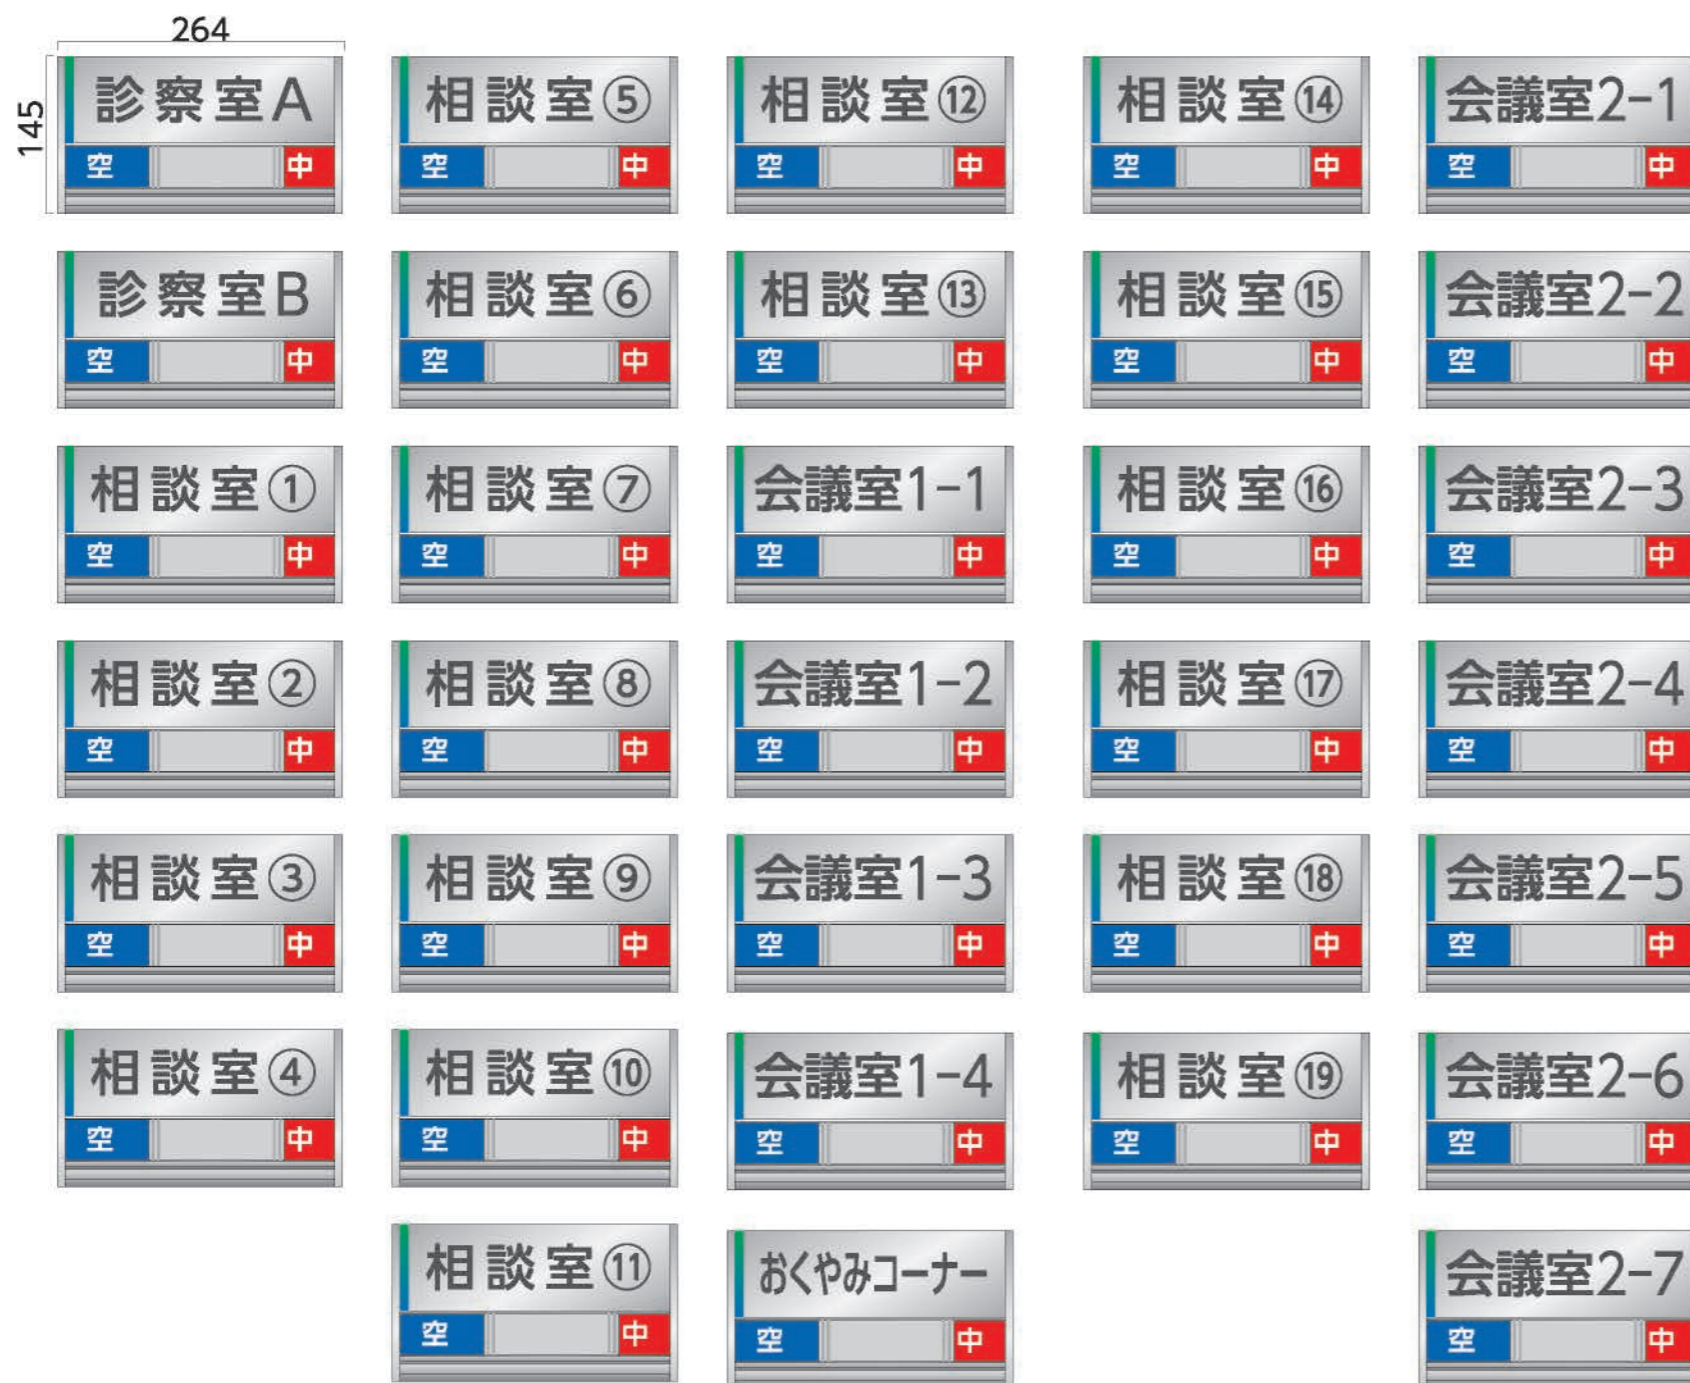 264
145
診察室A
空 中
相談室⑤
空 中
相談室⑫
空 中
相談室⑭
空 中
会議室2-1
空 中
診察室B
空 中
相談室⑥
空 中
相談室⑬
空 中
相談室⑮
空 中
会議室2-2
空 中
相談室①
空 中
相談室⑦
空 中
会議室1-1
空 中
相談室⑯
空 中
会議室2-3
空 中
相談室②
空 中
相談室⑧
空 中
会議室1-2
空 中
相談室⑰
空 中
会議室2-4
空 中
相談室③
空 中
相談室⑨
空 中
会議室1-3
空 中
相談室⑱
空 中
会議室2-5
空 中
相談室④
空 中
相談室⑩
空 中
会議室1-4
空 中
相談室⑲
空 中
会議室2-6
空 中
相談室⑪
空 中
おくやみコーナー
空 中
会議室2-7
空 中